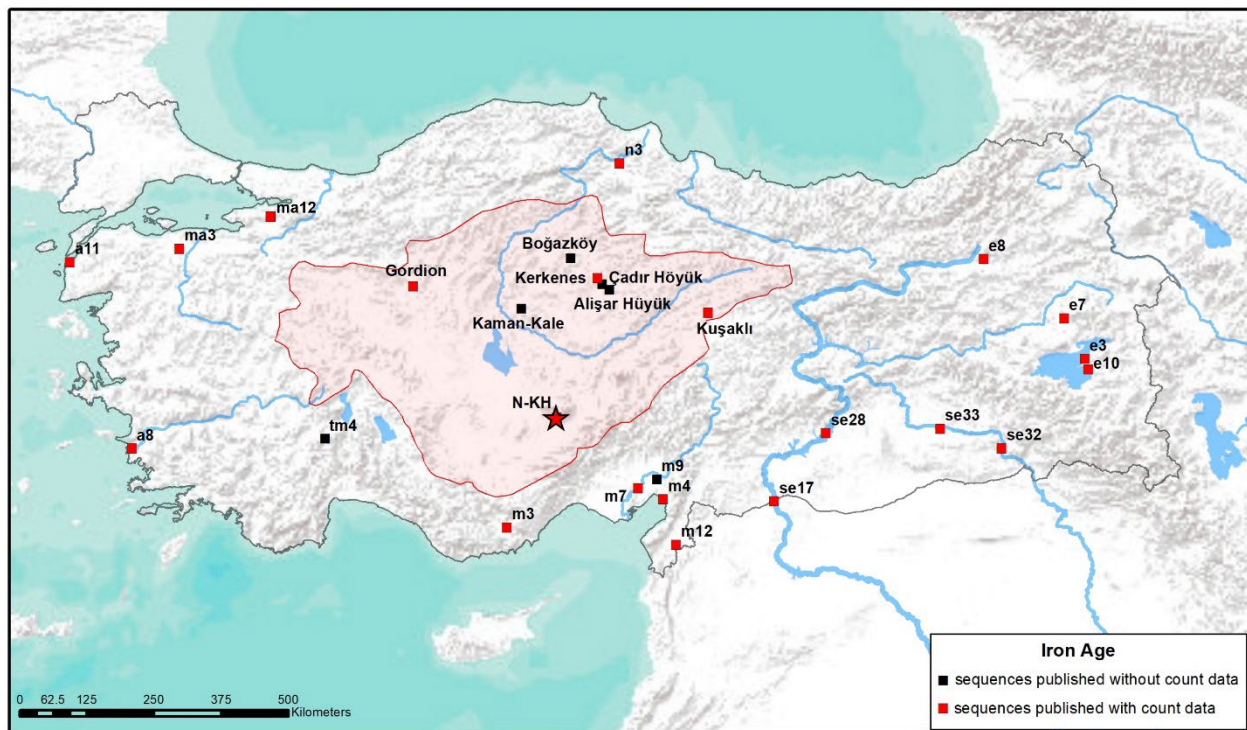 n3
ma12
ma3
a11
Boğazköy
e8
Gordion
Kerkenes
Çadır Höyük
Alişar Hüyük
Kaman-Kale
Kuşaklı
e7
e3
e10
N-KH
tm4
a8
se28
se33
se32
m9
m7
m4
se17
m3
m12
Iron Age
sequences published without count data
sequences published with count data
0 62.5 125 250 375 500
Kilometers